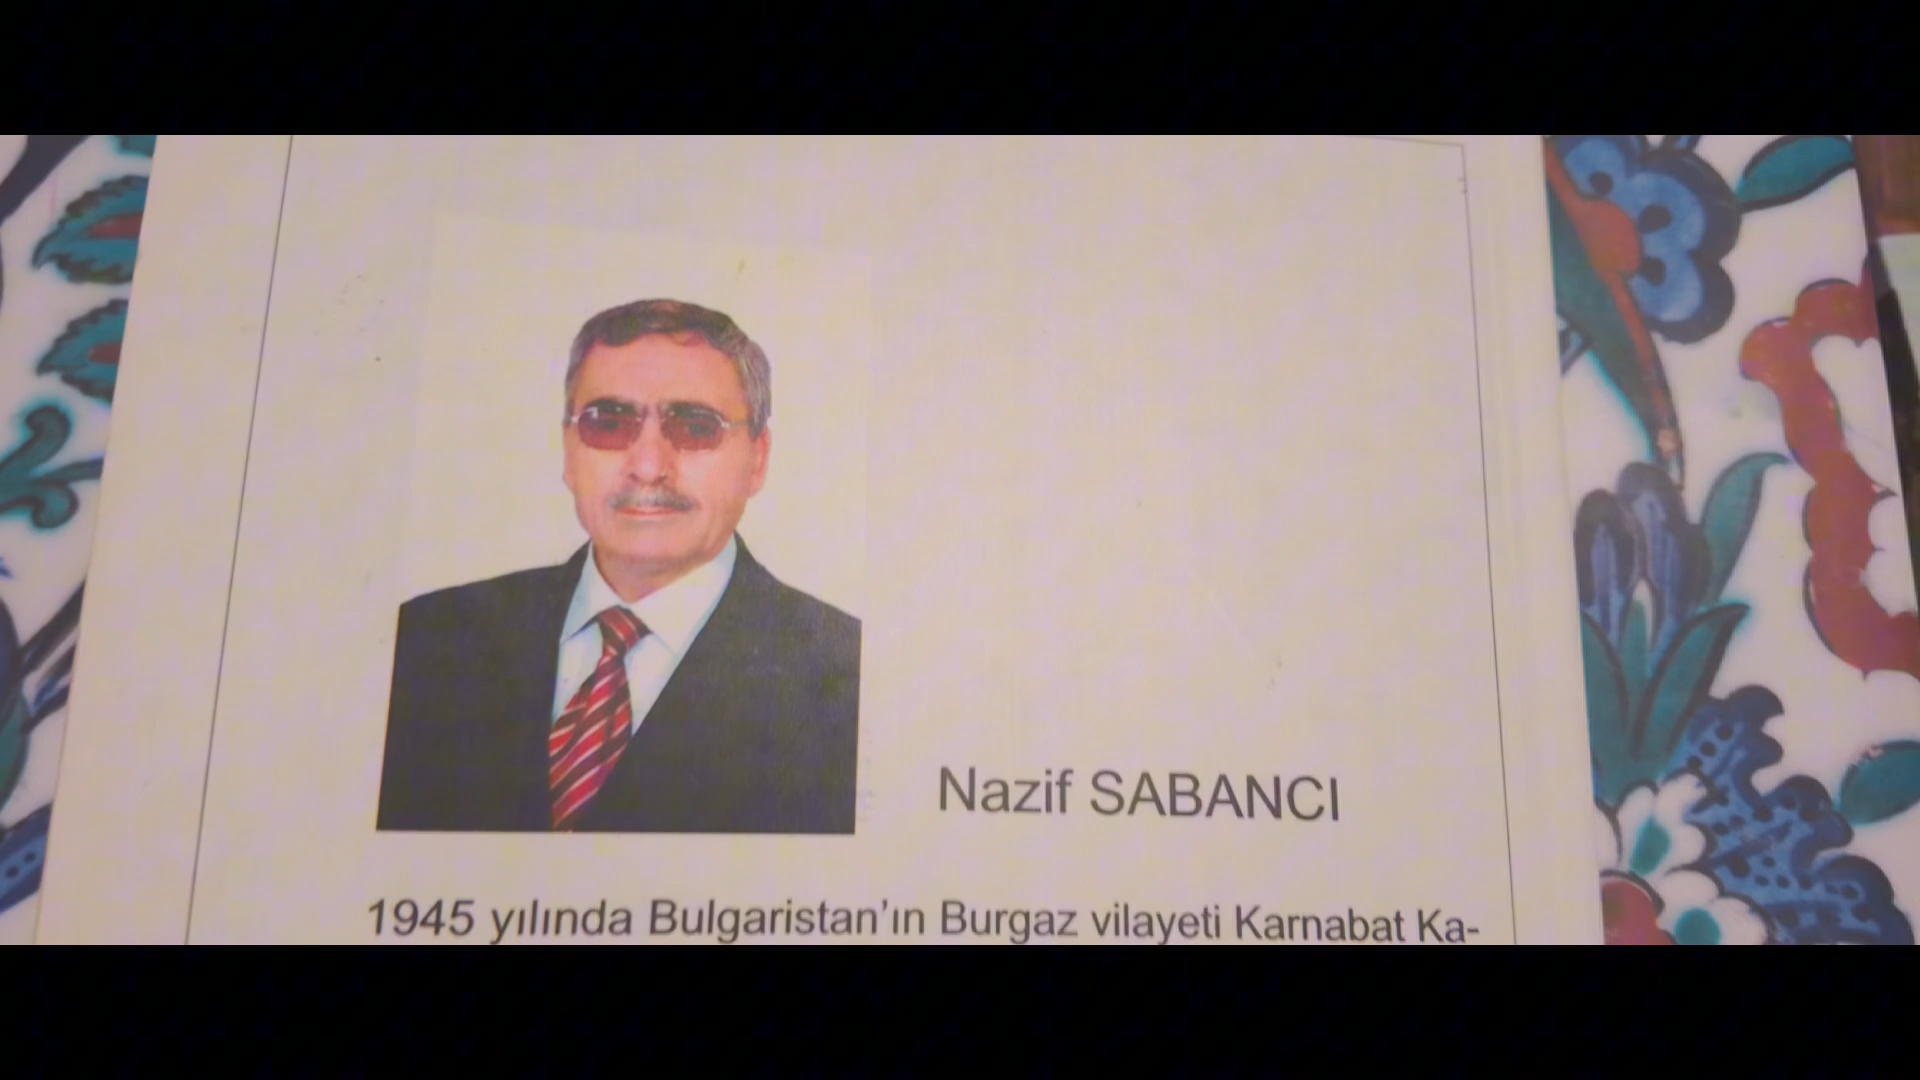 Nazif SABANCI
1945 yılında Bulgaristan’ın Burgaz vilayeti Karnabat Ka-